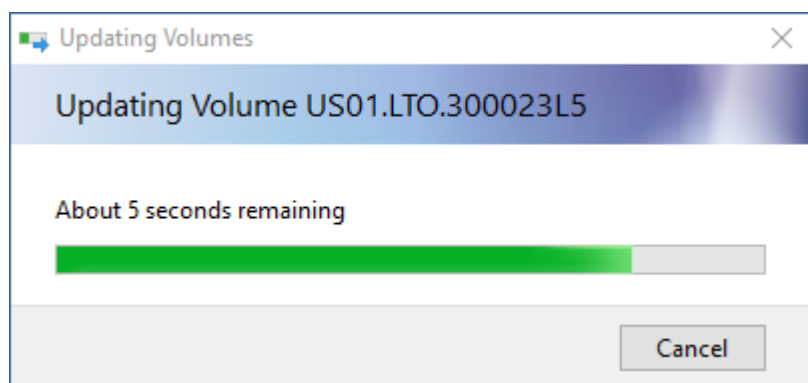 Updating Volumes
Updating Volume US01.LTO.300023L5
About 5 seconds remaining
Cancel